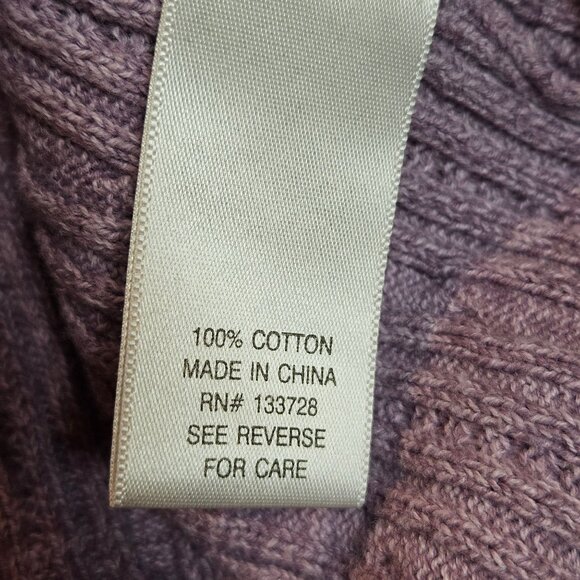 100% COTTON
MADE IN CHINA
RN# 133728
SEE REVERSE
FOR CARE